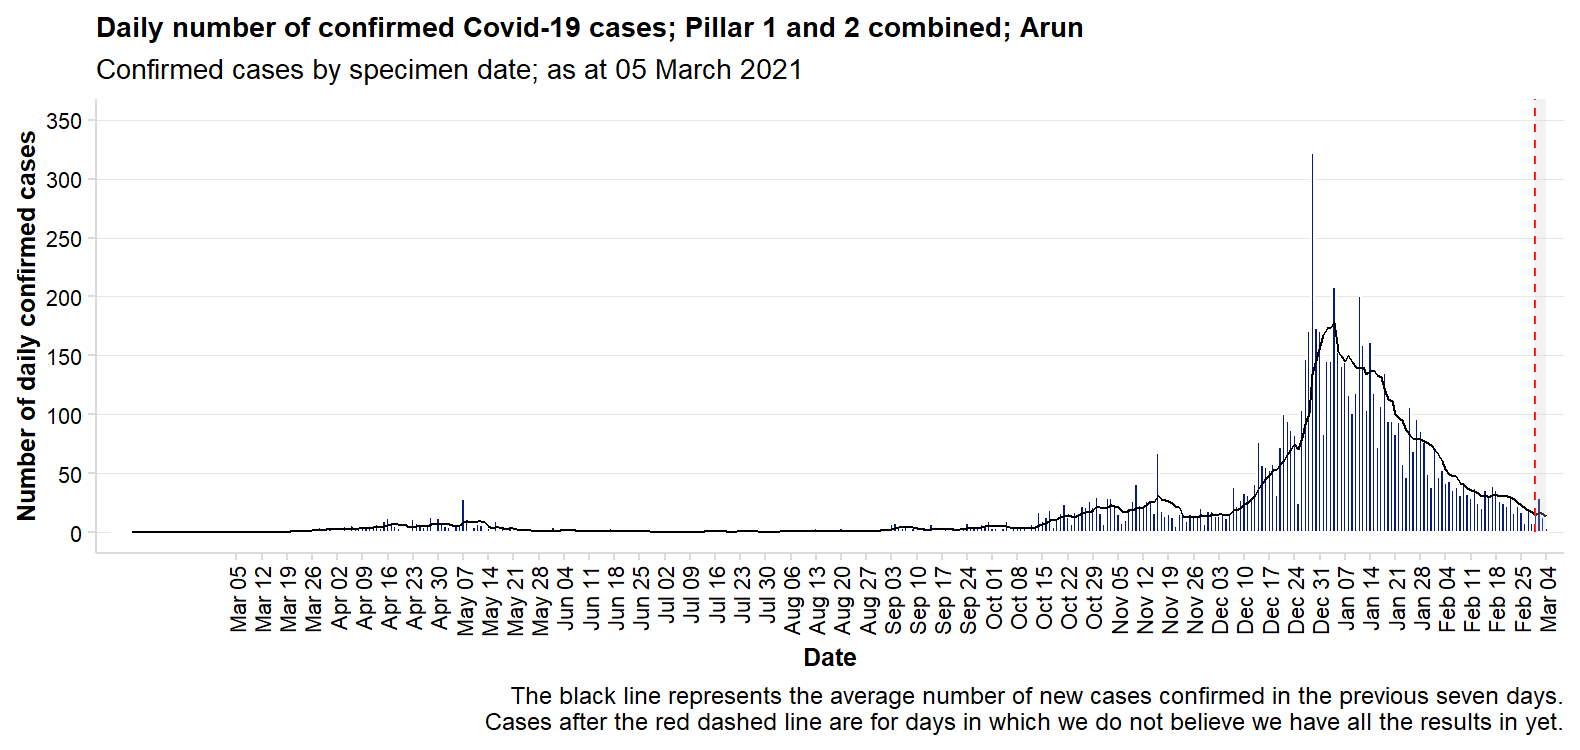 Daily number of confirmed Covid-19 cases; Pillar 1 and 2 combined; Arun
Confirmed cases by specimen date; as at 05 March 2021
Number of daily confirmed cases
350
300
250
200
150
100
50
0
Mar 05
Mar 12
Mar 19
Mar 26
Apr 02
Apr 09
Apr 16
Apr 23
Apr 30
May 07
May 14
May 21
May 28
Jun 04
Jun 11
Jun 18
Jun 25
Jul 02
Jul 09
Jul 16
Jul 23
Jul 30
Aug 06
Aug 13
Aug 20
Aug 27
Sep 03
Sep 10
Sep 17
Sep 24
Oct 01
Oct 08
Oct 15
Oct 22
Oct 29
Nov 05
Nov 12
Nov 19
Nov 26
Dec 03
Dec 10
Dec 17
Dec 24
Dec 31
Jan 07
Jan 14
Jan 21
Jan 28
Feb 04
Feb 11
Feb 18
Feb 25
Mar 04
Date
The black line represents the average number of new cases confirmed in the previous seven days.
Cases after the red dashed line are for days in which we do not believe we have all the results in yet.